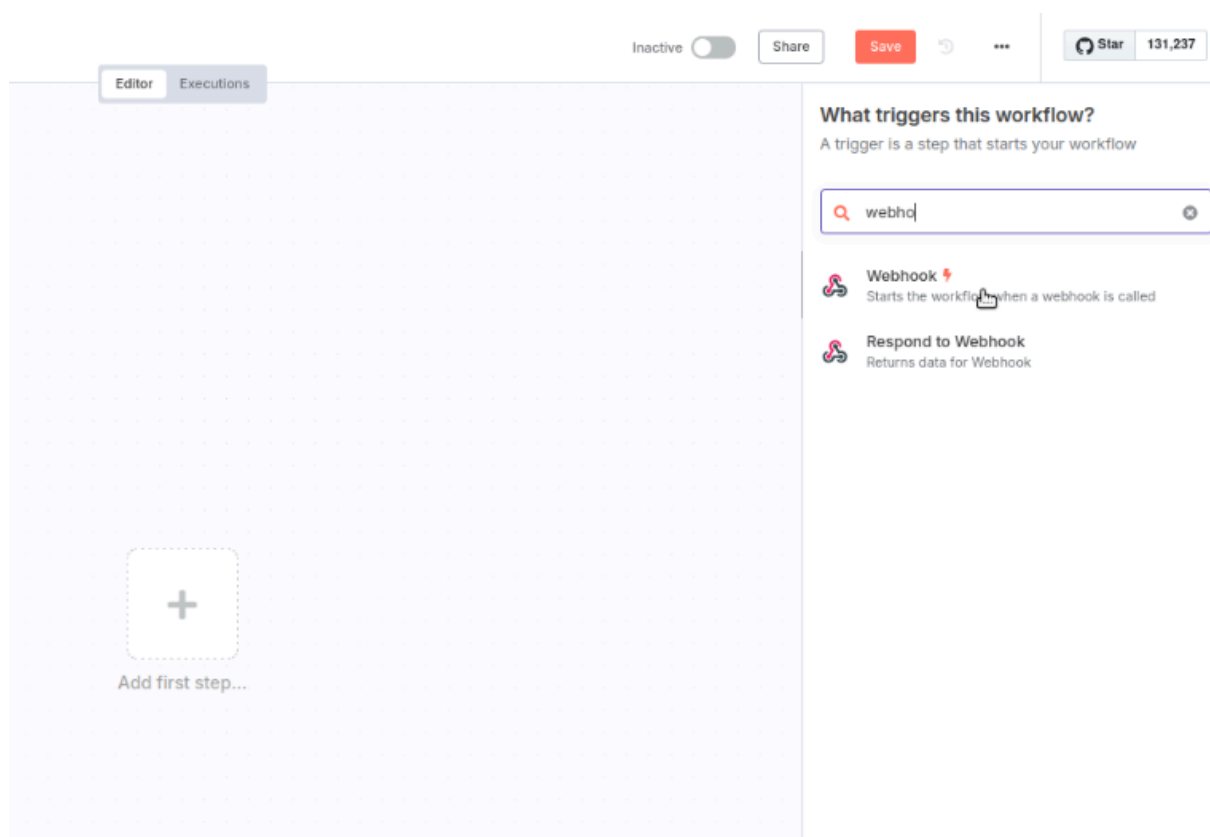 Inactive Share Save ... Star 131,237
Editor Executions
What triggers this workflow?
A trigger is a step that starts your workflow
webho
Webhook
Starts the workflow when a webhook is called
Respond to Webhook
Returns data for Webhook
Add first step...